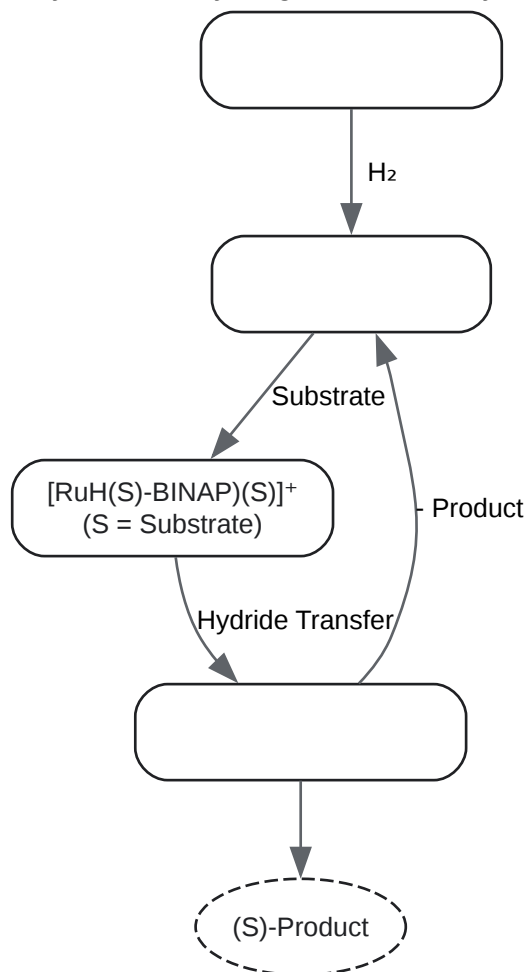 H₂
Substrate
[RuH(S)-BINAP)(S)]⁺
(S = Substrate)
- Product
Hydride Transfer
(S)-Product